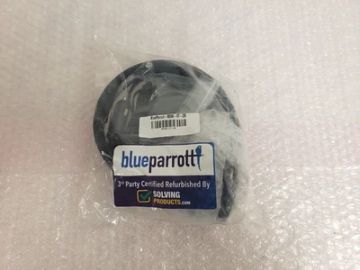 blueparrott
3rd Party Certified Refurbished By
SOLVING
PRODUCTS.com